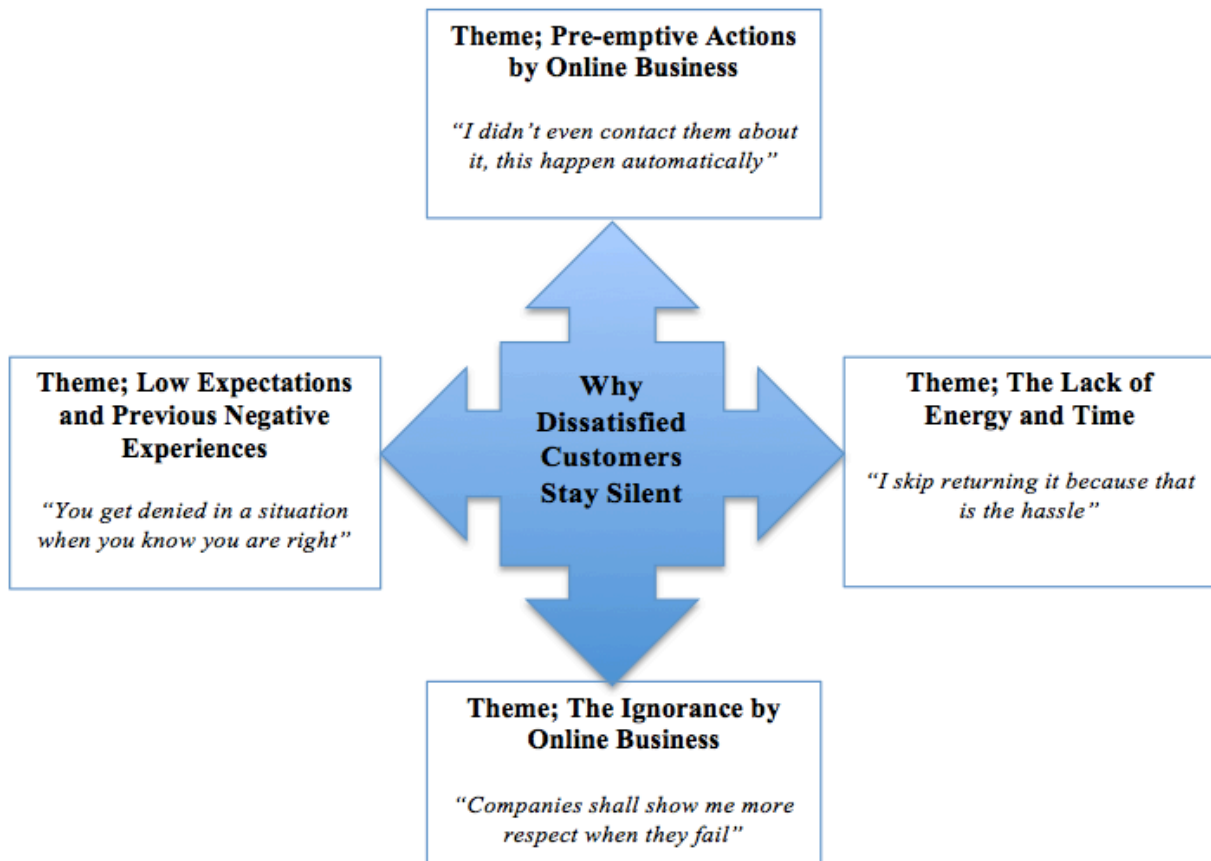 Theme; Pre-emptive Actions
by Online Business
“I didn’t even contact them about
it, this happen automatically”
Theme; Low Expectations
and Previous Negative
Experiences
“You get denied in a situation
when you know you are right”
Why
Dissatisfied
Customers
Stay Silent
Theme; The Lack of
Energy and Time
“I skip returning it because that
is the hassle”
Theme; The Ignorance by
Online Business
“Companies shall show me more
respect when they fail”